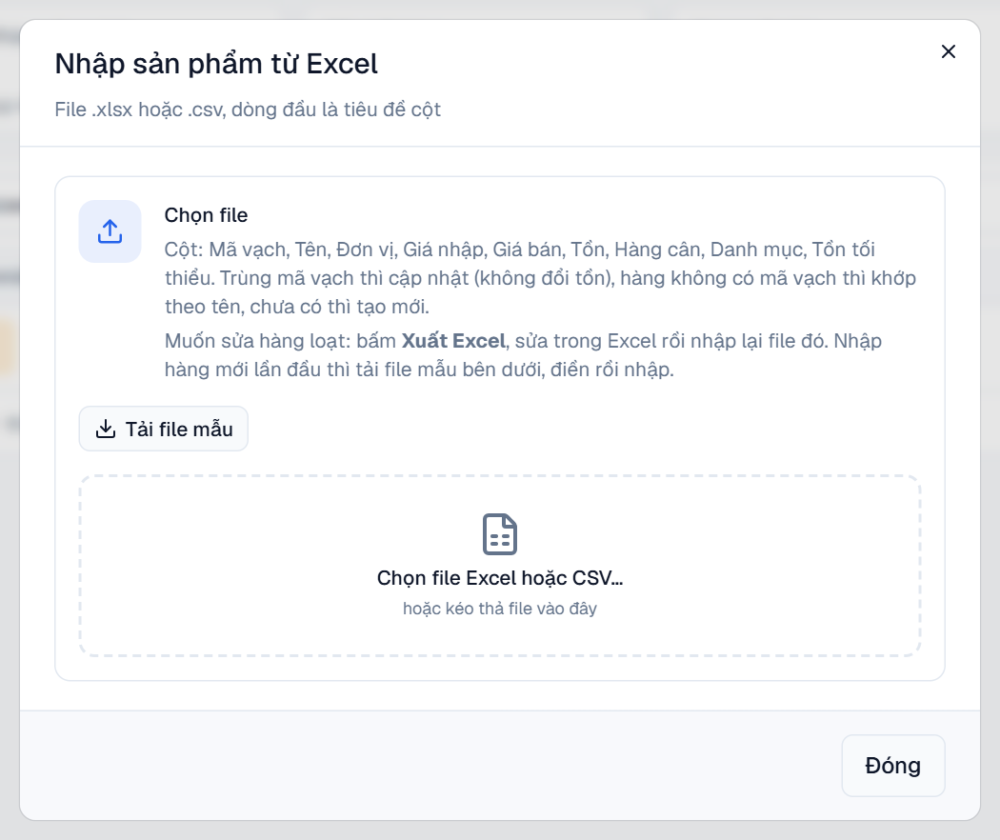 Nhập sản phẩm từ Excel
File .xlsx hoặc .csv, dòng đầu là tiêu đề cột
Chọn file
Cột: Mã vạch, Tên, Đơn vị, Giá nhập, Giá bán, Tồn, Hàng cân, Danh mục, Tồn tối
thiểu. Trùng mã vạch thì cập nhật (không đổi tồn), hàng không có mã vạch thì khớp
theo tên, chưa có thì tạo mới.
Muốn sửa hàng loạt: bấm Xuất Excel, sửa trong Excel rồi nhập lại file đó. Nhập
hàng mới lần đầu thì tải file mẫu bên dưới, điền rồi nhập.
Tải file mẫu
Chọn file Excel hoặc CSV...
hoặc kéo thả file vào đây
Đóng